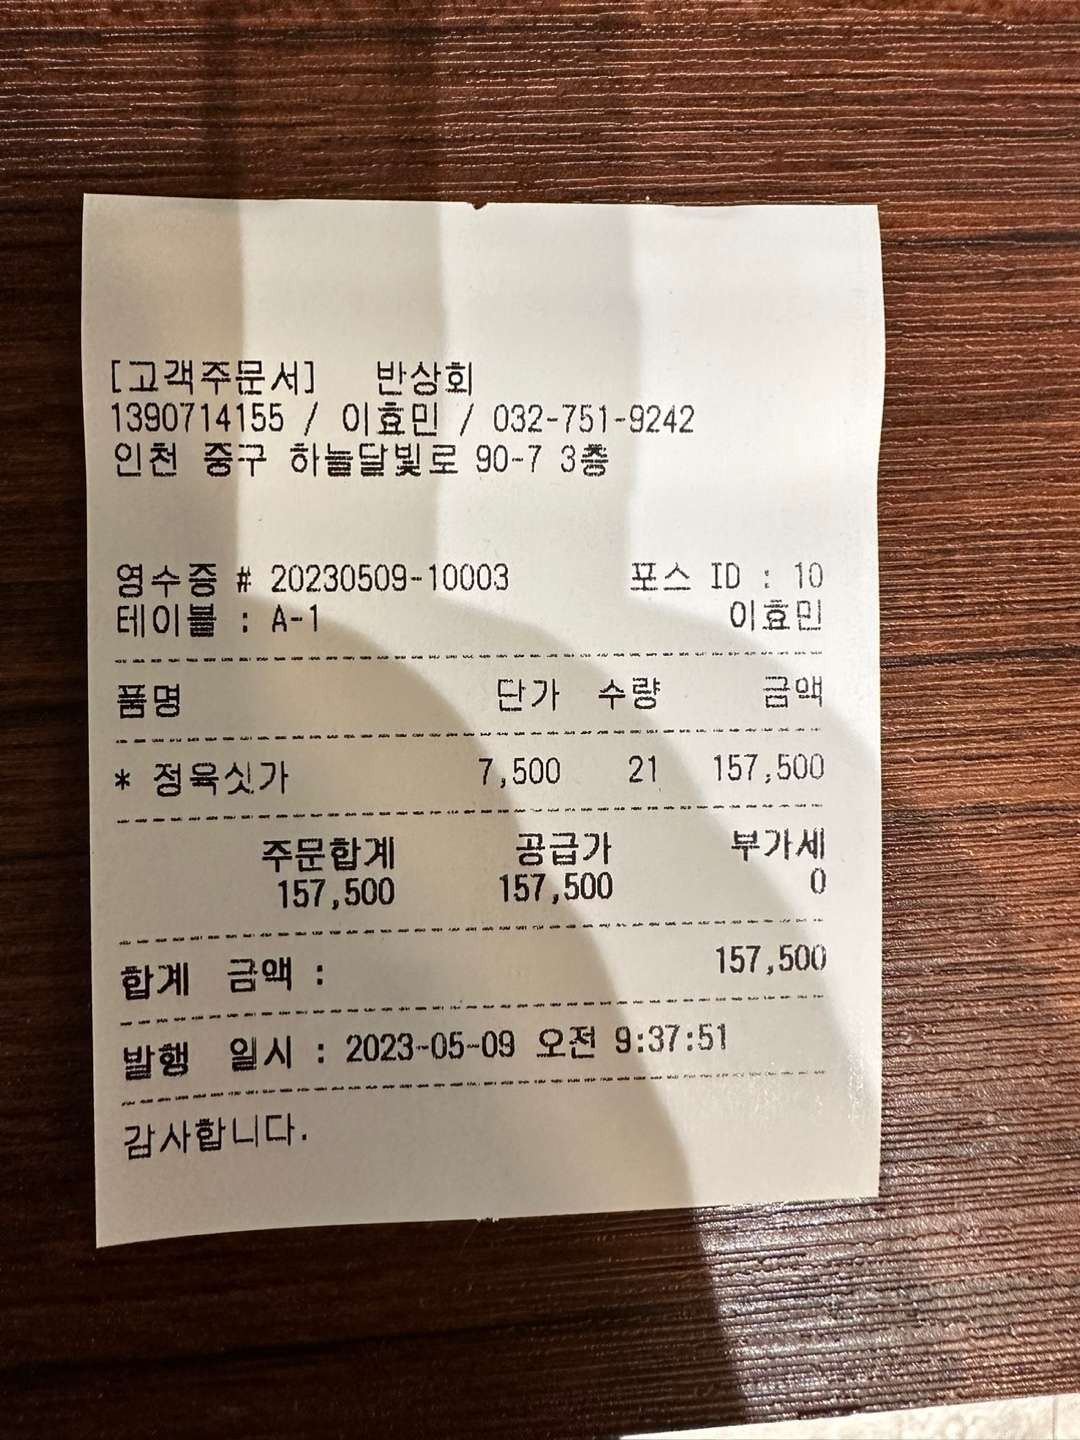 [고객주문서] 반상회
1390714155 / 이효민 / 032-751-9242
인천 중구 하늘달빛로 90-7 3층
영수증 # 20230509-10003 포스 ID : 10
테이블 : A-1 이효민
품명 단가 수량 금액
* 정육싯가 7,500 21 157,500
주문합계 공급가 부가세
157,500 157,500 0
합계 금액 : 157,500
발행 일시 : 2023-05-09 오전 9:37:51
감사합니다.